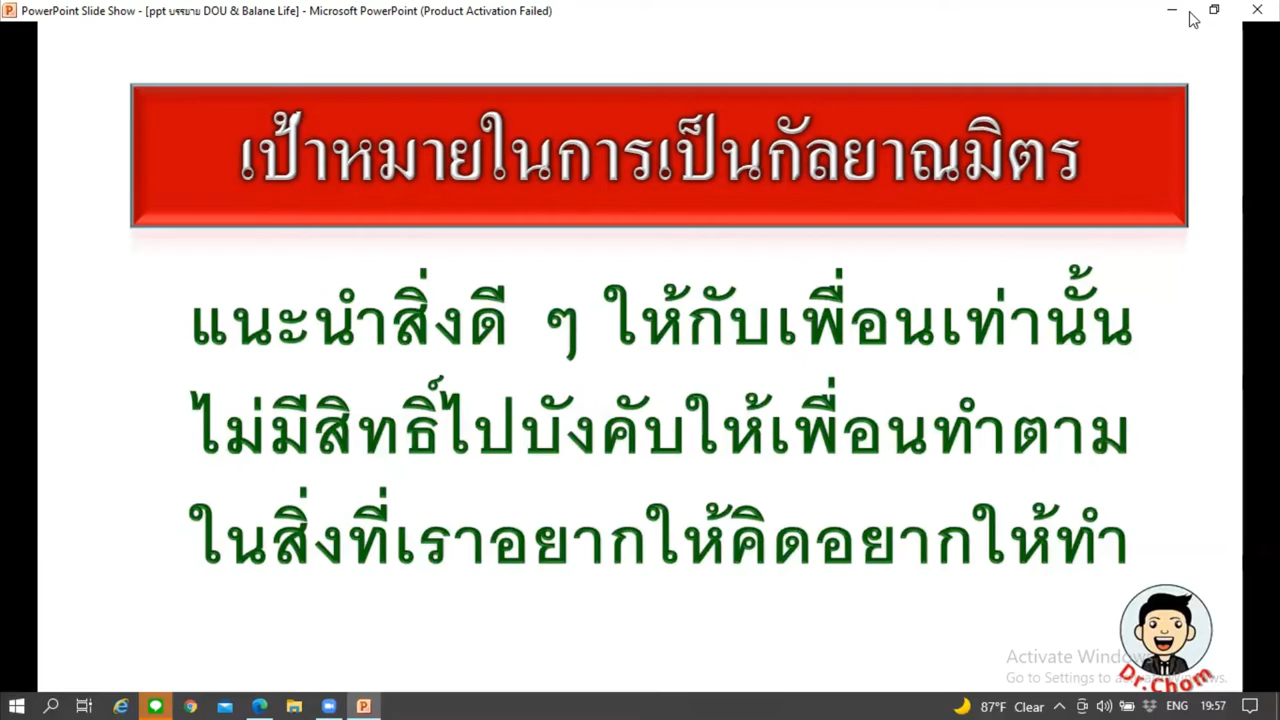 PowerPoint Slide Show - [ppt บรรยาย DOU & Balane Life] - Microsoft PowerPoint (Product Activation Failed)
เป้าหมายในการเป็นกัลยาณมิตร
แนะนำสิ่งดี ๆ ให้กับเพื่อนเท่านั้น
ไม่มีสิทธิ์ไปบังคับให้เพื่อนทำตาม
ในสิ่งที่เราอยากให้คิดอยากให้ทำ
Activate Windows
Go to Settings to activate Windows.
Dr.Chom
87°F Clear ENG 19:57